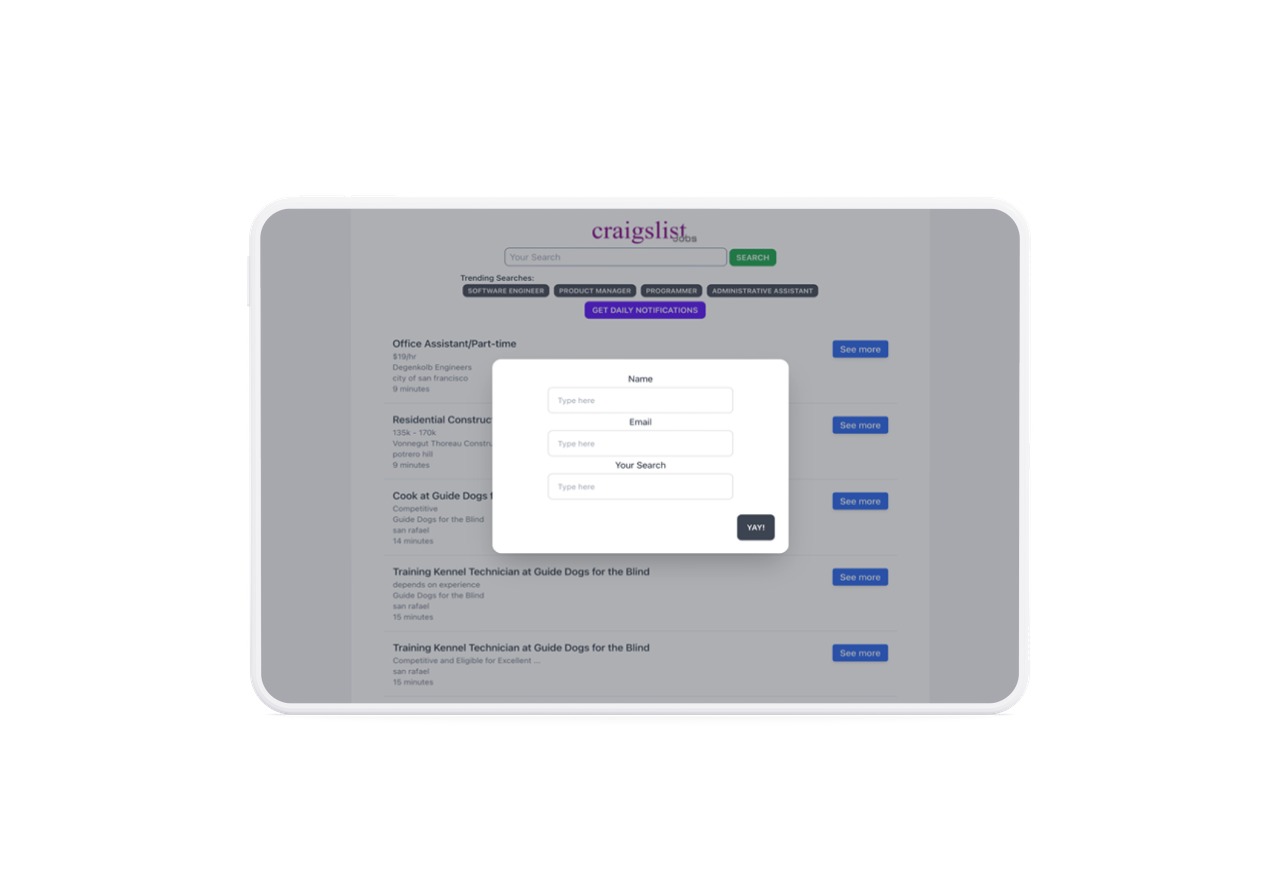 craigslist
Jobs
Your Search
SEARCH
Trending Searches:
SOFTWARE ENGINEER PRODUCT MANAGER PROGRAMMER ADMINISTRATIVE ASSISTANT
GET DAILY NOTIFICATIONS
Office Assistant/Part-time
See more
$19/hr
Degenkolb Engineers
city of san francisco
9 minutes
Residential Construc
See more
135k - 170k
Vonnegut Thoreau Constru
potrero hill
9 minutes
Cook at Guide Dogs f
See more
Competitive
Guide Dogs for the Blind
san rafael
14 minutes
Name
Type here
Email
Type here
Your Search
Type here
YAY!
Training Kennel Technician at Guide Dogs for the Blind
See more
depends on experience
Guide Dogs for the Blind
san rafael
15 minutes
Training Kennel Technician at Guide Dogs for the Blind
See more
Competitive and Eligible for Excellent ...
san rafael
15 minutes